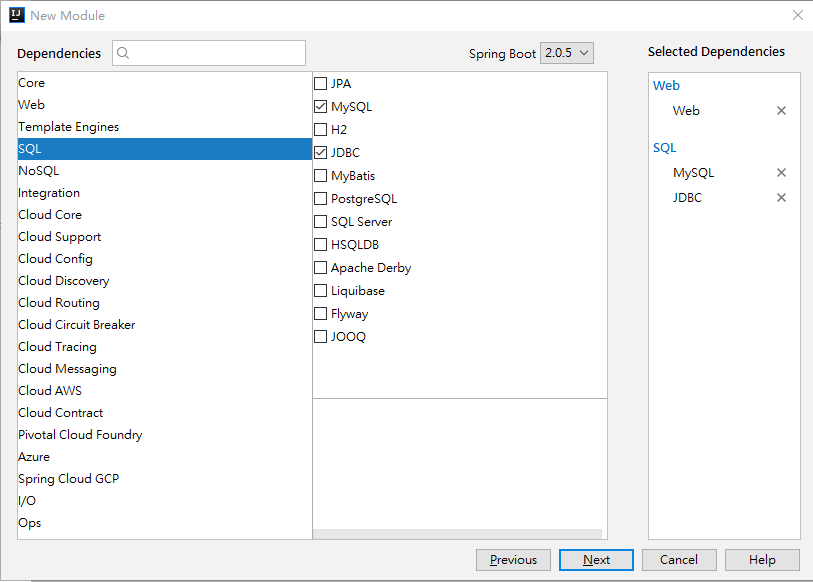 IJ New Module
Dependencies
Spring Boot 2.0.5
Selected Dependencies
Core
Web
Template Engines
SQL
NoSQL
Integration
Cloud Core
Cloud Support
Cloud Config
Cloud Discovery
Cloud Routing
Cloud Circuit Breaker
Cloud Tracing
Cloud Messaging
Cloud AWS
Cloud Contract
Pivotal Cloud Foundry
Azure
Spring Cloud GCP
I/O
Ops
JPA
MySQL
H2
JDBC
MyBatis
PostgreSQL
SQL Server
HSQLDB
Apache Derby
Liquibase
Flyway
JOOQ
Web
Web
SQL
MySQL
JDBC
Previous Next Cancel Help